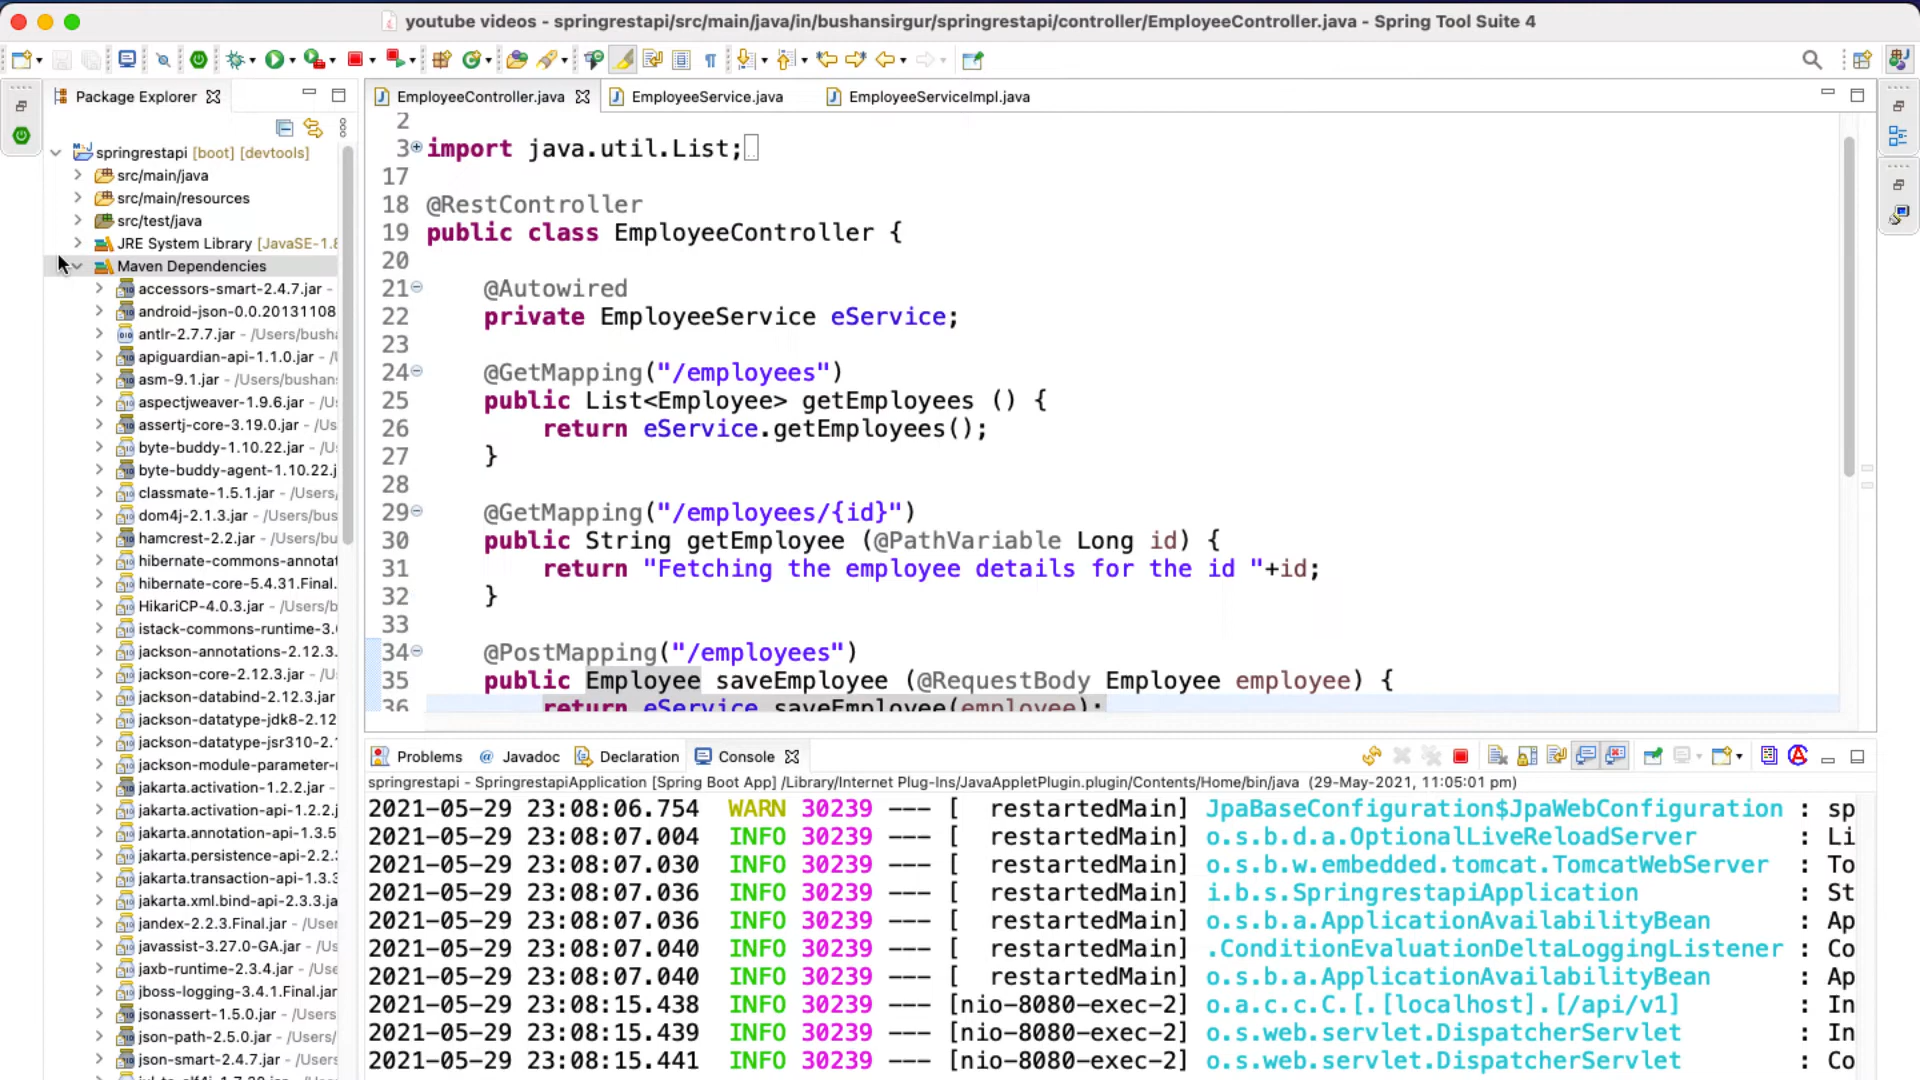 youtube videos - springrestapi/src/main/java/in/bushansirgur/springrestapi/controller/EmployeeController.java - Spring Tool Suite 4
Package Explorer
springrestapi [boot] [devtools]
src/main/java
src/main/resources
src/test/java
JRE System Library [JavaSE-1.8
Maven Dependencies
accessors-smart-2.4.7.jar -
android-json-0.0.20131108
antlr-2.7.7.jar - /Users/busha
apiguardian-api-1.1.0.jar - /
asm-9.1.jar - /Users/bushan
aspectjweaver-1.9.6.jar - /U
assertj-core-3.19.0.jar - /Us
byte-buddy-1.10.22.jar - /U
byte-buddy-agent-1.10.22.j
classmate-1.5.1.jar - /Users,
dom4j-2.1.3.jar - /Users/bus
hamcrest-2.2.jar - /Users/bu
hibernate-commons-annotat
hibernate-core-5.4.31.Final.
HikariCP-4.0.3.jar - /Users/b
istack-commons-runtime-3.
jackson-annotations-2.12.3.
jackson-core-2.12.3.jar - /U
jackson-databind-2.12.3.jar
jackson-datatype-jdk8-2.12
jackson-datatype-jsr310-2.
jackson-module-parameter-
jakarta.activation-1.2.2.jar -
jakarta.activation-api-1.2.2.
jakarta.annotation-api-1.3.5
jakarta.persistence-api-2.2.
jakarta.transaction-api-1.3.
jakarta.xml.bind-api-2.3.3.ja
jandex-2.2.3.Final.jar - /User
javassist-3.27.0-GA.jar - /Us
jaxb-runtime-2.3.4.jar - /Use
jboss-logging-3.4.1.Final.jar
jsonassert-1.5.0.jar - /Users
json-path-2.5.0.jar - /Users/
json-smart-2.4.7.jar - /Users
EmployeeController.java
EmployeeService.java
EmployeeServiceImpl.java
2
3 import java.util.List;
17
18 @RestController
19 public class EmployeeController {
20
21 @Autowired
22 private EmployeeService eService;
23
24 @GetMapping("/employees")
25 public List<Employee> getEmployees () {
26 return eService.getEmployees();
27 }
28
29 @GetMapping("/employees/{id}")
30 public String getEmployee (@PathVariable Long id) {
31 return "Fetching the employee details for the id "+id;
32 }
33
34 @PostMapping("/employees")
35 public Employee saveEmployee (@RequestBody Employee employee) {
36 return eService.saveEmployee(employee);
Problems
@ Javadoc
Declaration
Console
springrestapi - SpringrestapiApplication [Spring Boot App] /Library/Internet Plug-Ins/JavaAppletPlugin.plugin/Contents/Home/bin/java (29-May-2021, 11:05:01 pm)
2021-05-29 23:08:06.754 WARN 30239 --- [ restartedMain] JpaBaseConfiguration$JpaWebConfiguration : sp
2021-05-29 23:08:07.004 INFO 30239 --- [ restartedMain] o.s.b.d.a.OptionalLiveReloadServer : Li
2021-05-29 23:08:07.030 INFO 30239 --- [ restartedMain] o.s.b.w.embedded.tomcat.TomcatWebServer : To
2021-05-29 23:08:07.036 INFO 30239 --- [ restartedMain] i.b.s.SpringrestapiApplication : St
2021-05-29 23:08:07.036 INFO 30239 --- [ restartedMain] o.s.b.a.ApplicationAvailabilityBean : Ap
2021-05-29 23:08:07.040 INFO 30239 --- [ restartedMain] .ConditionEvaluationDeltaLoggingListener : Co
2021-05-29 23:08:07.040 INFO 30239 --- [ restartedMain] o.s.b.a.ApplicationAvailabilityBean : Ap
2021-05-29 23:08:15.438 INFO 30239 --- [nio-8080-exec-2] o.a.c.c.C.[.[localhost].[/api/v1] : In
2021-05-29 23:08:15.439 INFO 30239 --- [nio-8080-exec-2] o.s.web.servlet.DispatcherServlet : In
2021-05-29 23:08:15.441 INFO 30239 --- [nio-8080-exec-2] o.s.web.servlet.DispatcherServlet : Co